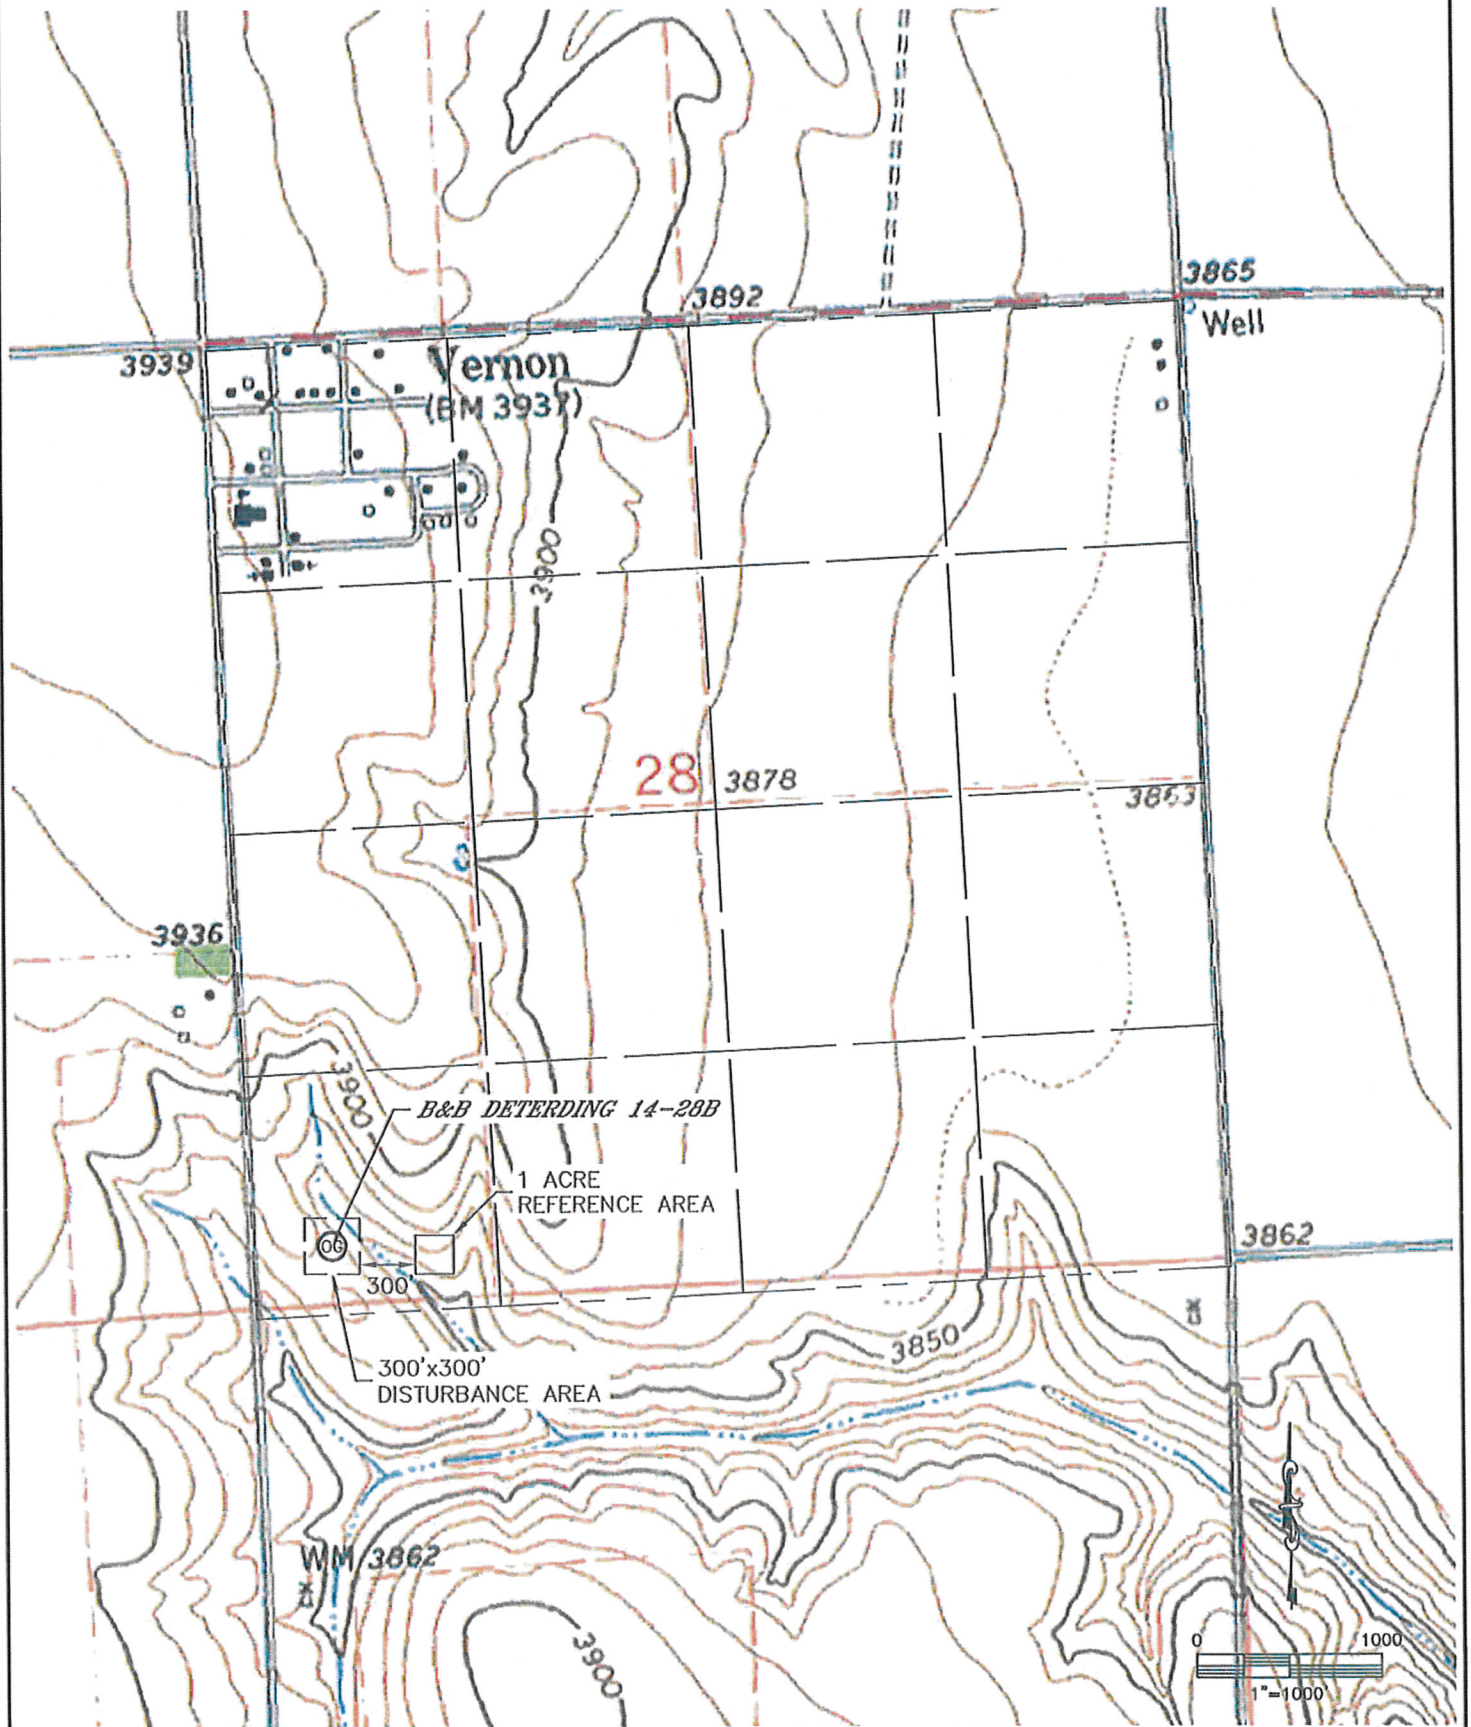 3865
3892
Well
3939
Vernon
(BM 3937)
3900
28
3878
3863
3936
3900
B&B DETERDING 14-28B
1 ACRE
REFERENCE AREA
3862
OG
300'
3850
300'x300'
DISTURBANCE AREA
WM 3862
3900
0 1000
1"=1000'